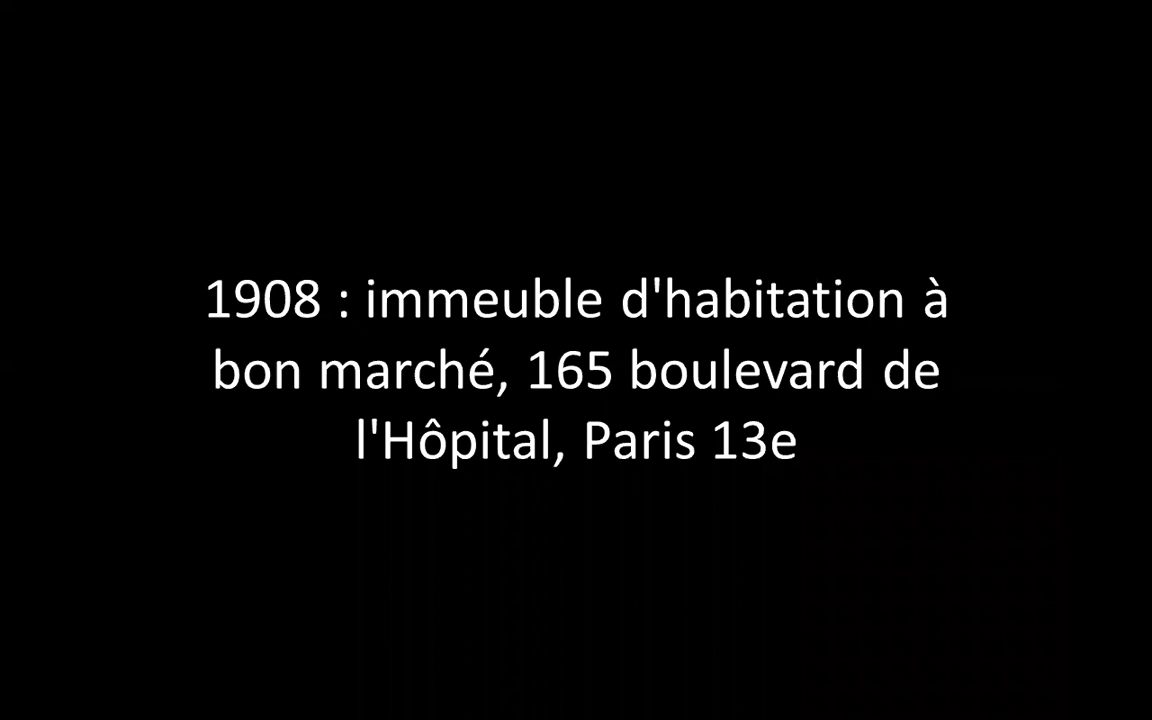 1908 : immeuble d'habitation à
bon marché, 165 boulevard de
l'Hôpital, Paris 13e